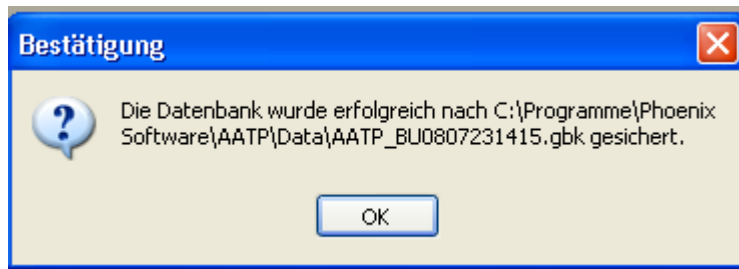 Bestätigung
Die Datenbank wurde erfolgreich nach C:\Programme\Phoenix
Software\AATP\Data\AATP_BU0807231415.gbk gesichert.
OK